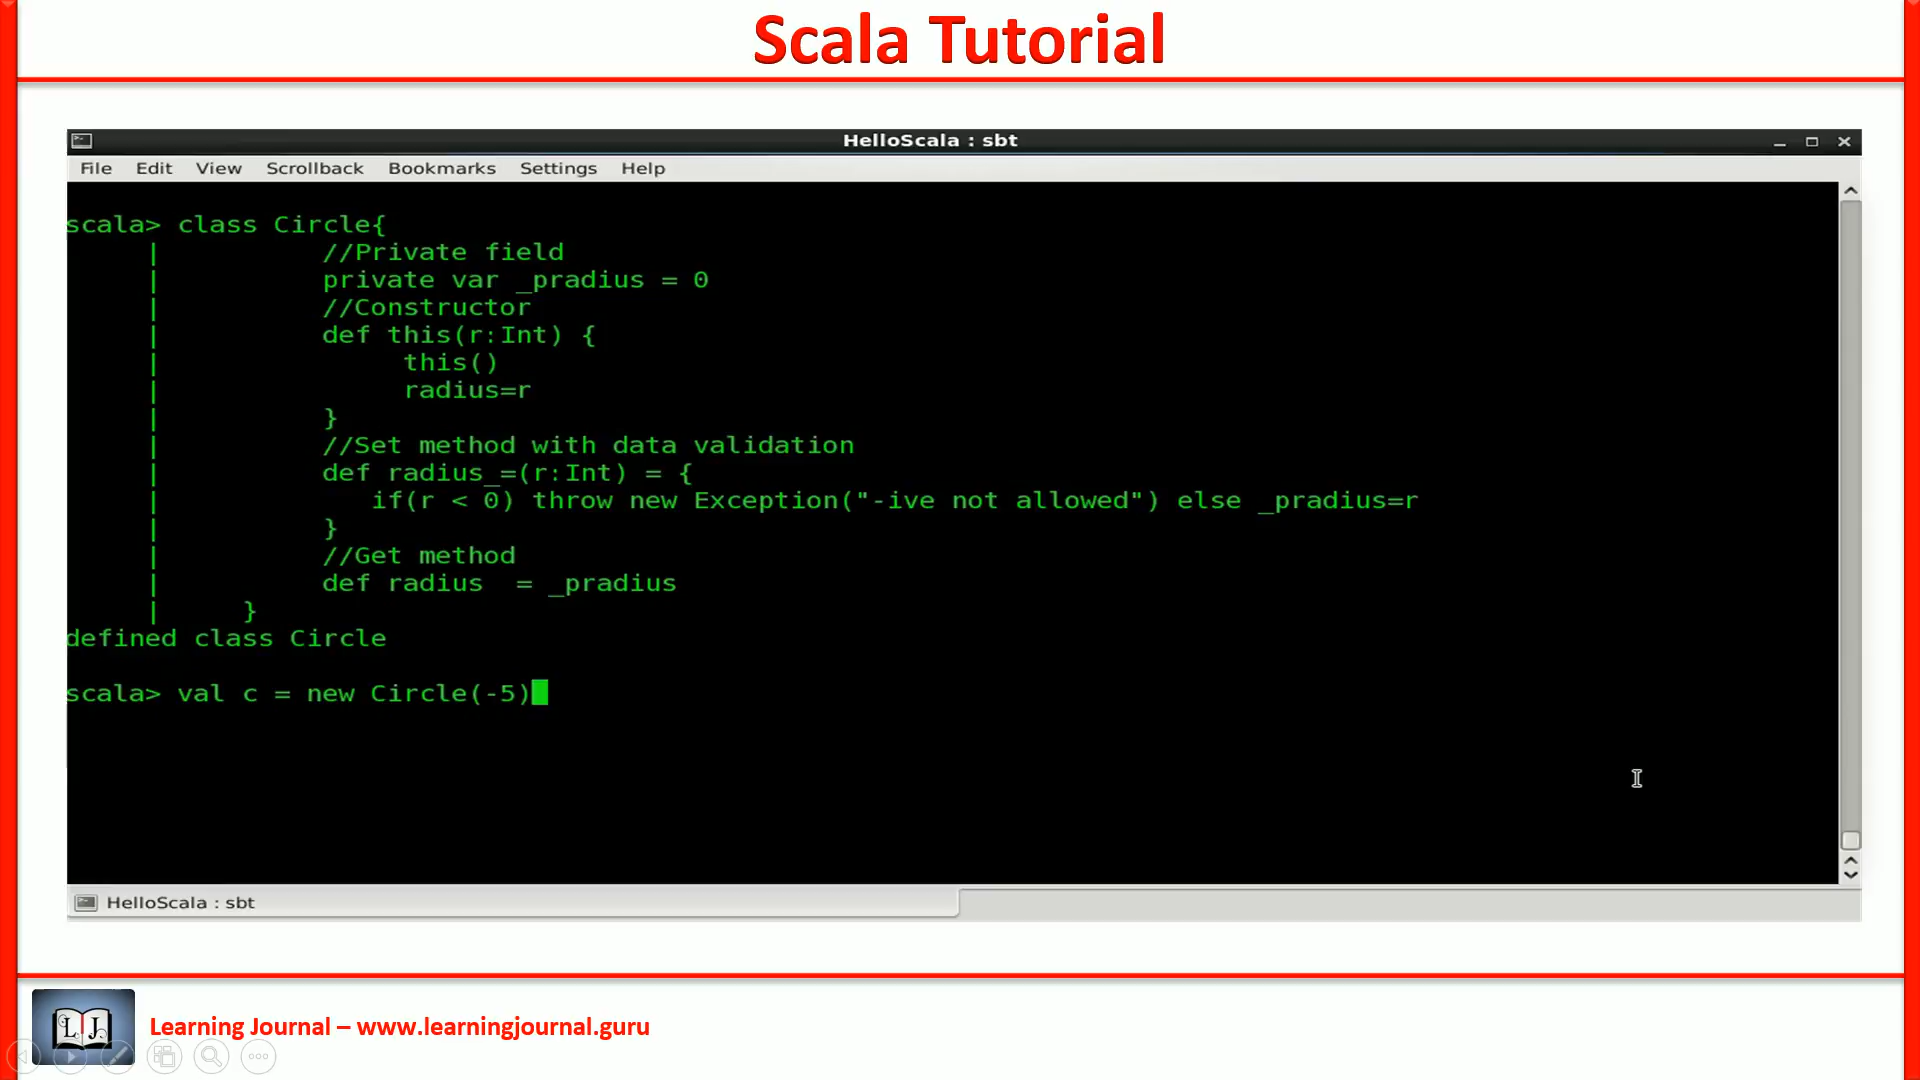 Scala Tutorial
HelloScala : sbt
File Edit View Scrollback Bookmarks Settings Help
scala> class Circle{
| //Private field
| private var _pradius = 0
| //Constructor
| def this(r:Int) {
| this()
| radius=r
| }
| //Set method with data validation
| def radius_=(r:Int) = {
| if(r < 0) throw new Exception("-ive not allowed") else _pradius=r
| }
| //Get method
| def radius  = _pradius
| }
defined class Circle
scala> val c = new Circle(-5)
HelloScala : sbt
LJ
Learning Journal – www.learningjournal.guru